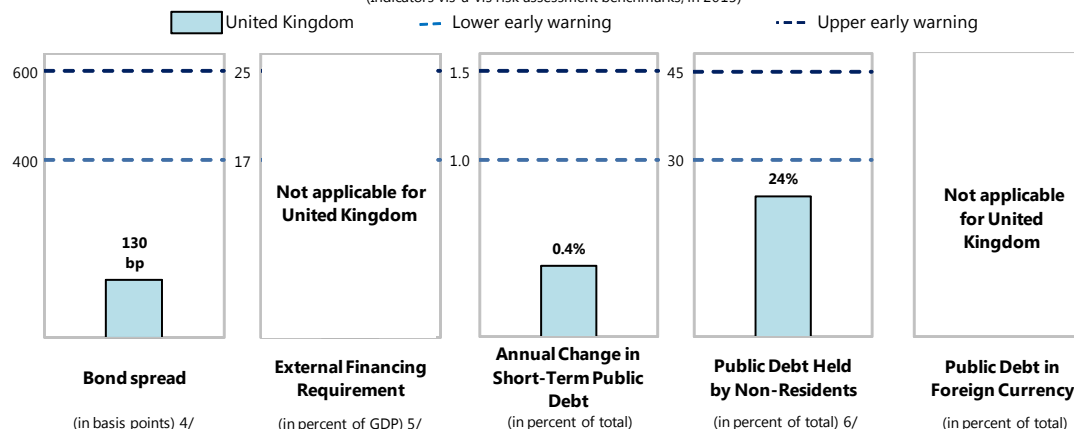 (Indicators vis-à-vis risk assessment benchmarks, in 2015)
United Kingdom
Lower early warning
Upper early warning
600
400
130
bp
Bond spread
(in basis points) 4/
25
17
Not applicable for
United Kingdom
External Financing
Requirement
(in percent of GDP) 5/
1.5
1.0
0.4%
Annual Change in
Short-Term Public
Debt
(in percent of total)
45
30
24%
Public Debt Held
by Non-Residents
(in percent of total) 6/
Not applicable
for United
Kingdom
Public Debt in
Foreign Currency
(in percent of total)